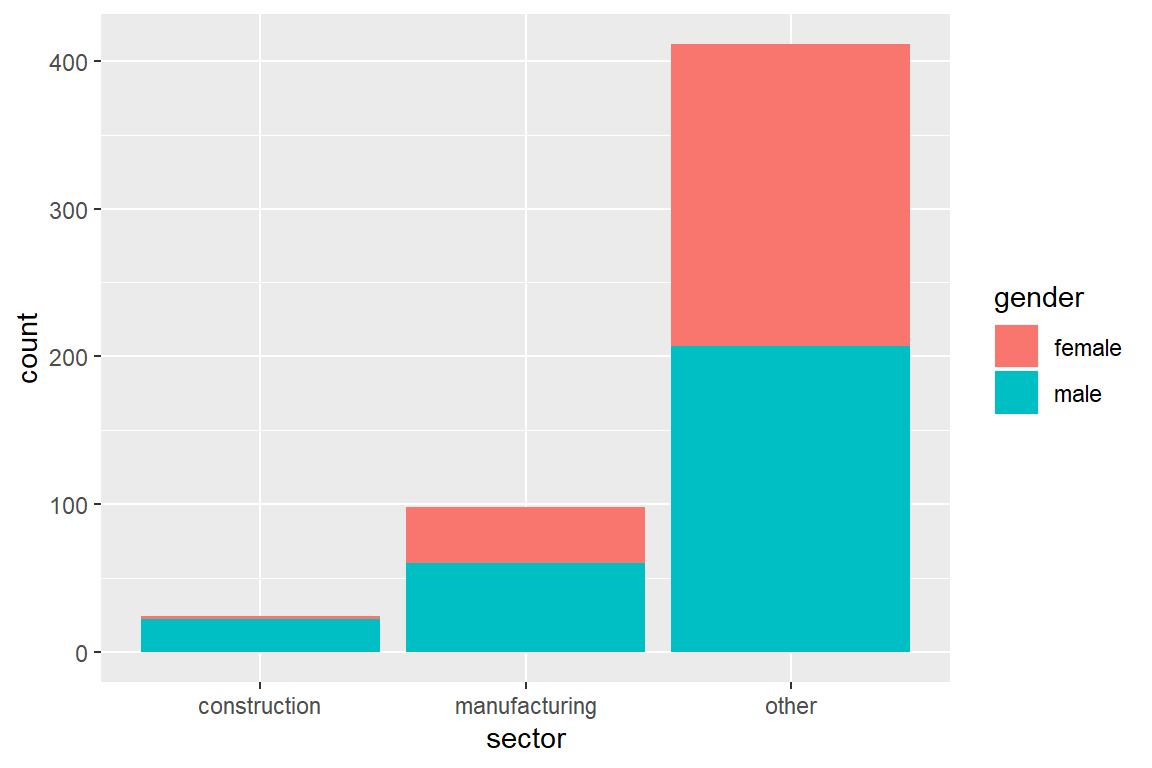 400
300
200
100
0
count
construction
manufacturing
other
sector
gender
female
male